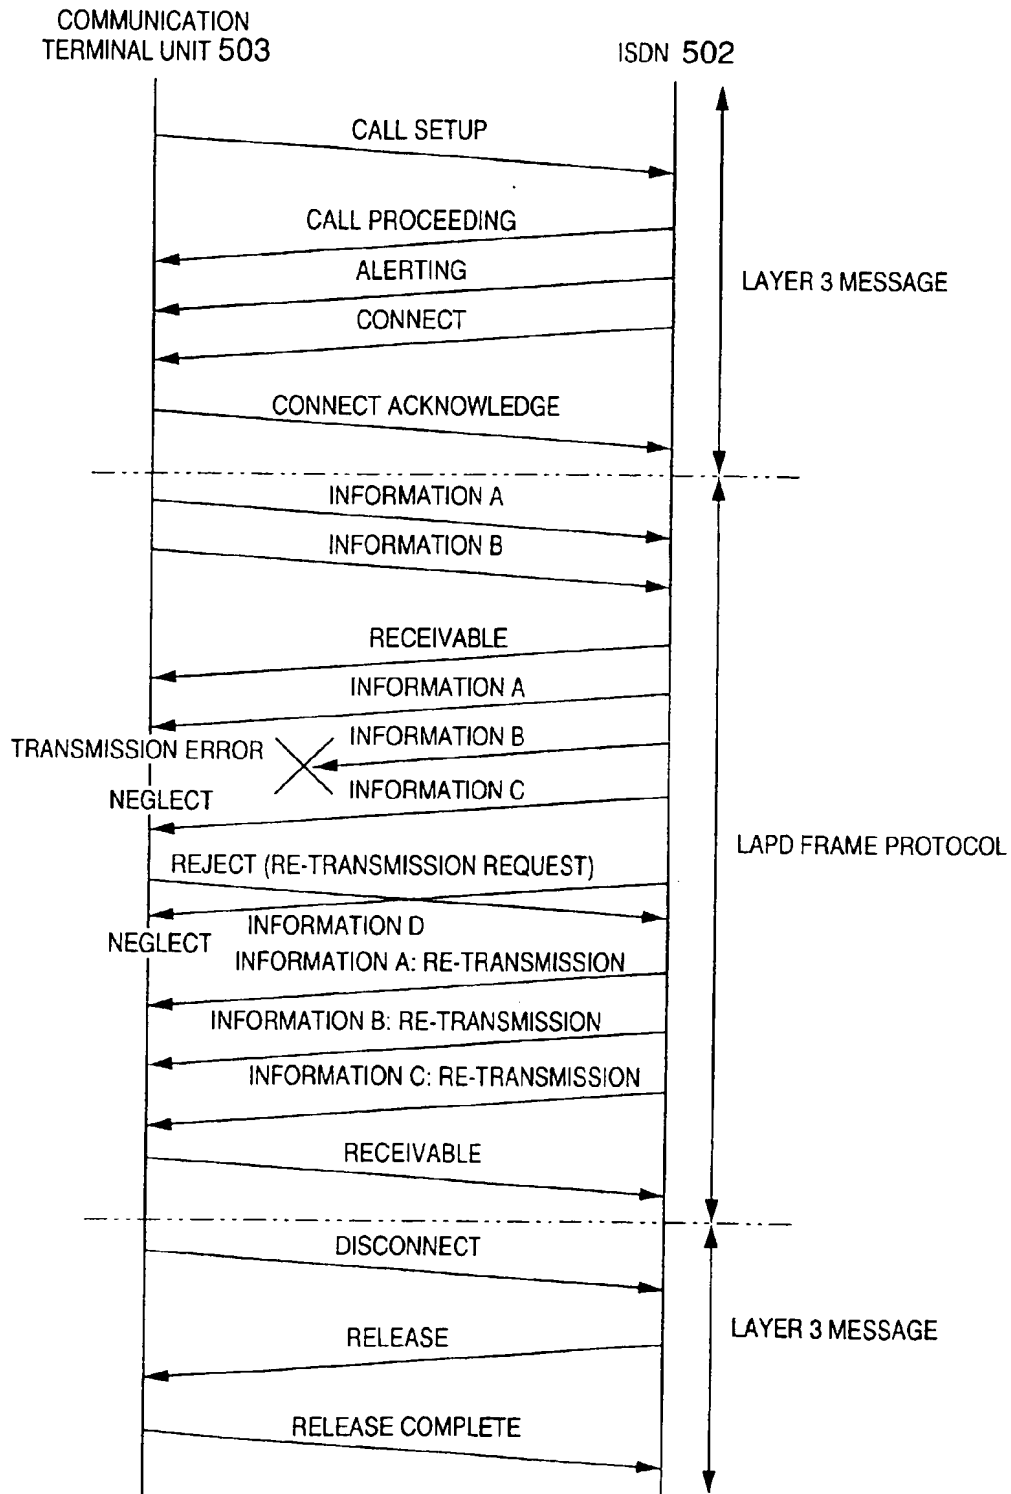 COMMUNICATION
TERMINAL UNIT 503
ISDN 502
CALL SETUP
CALL PROCEEDING
ALERTING
LAYER 3 MESSAGE
CONNECT
CONNECT ACKNOWLEDGE
INFORMATION A
INFORMATION B
RECEIVABLE
INFORMATION A
INFORMATION B
TRANSMISSION ERROR
INFORMATION C
NEGLECT
LAPD FRAME PROTOCOL
REJECT (RE-TRANSMISSION REQUEST)
INFORMATION D
NEGLECT
INFORMATION A: RE-TRANSMISSION
INFORMATION B: RE-TRANSMISSION
INFORMATION C: RE-TRANSMISSION
RECEIVABLE
DISCONNECT
LAYER 3 MESSAGE
RELEASE
RELEASE COMPLETE